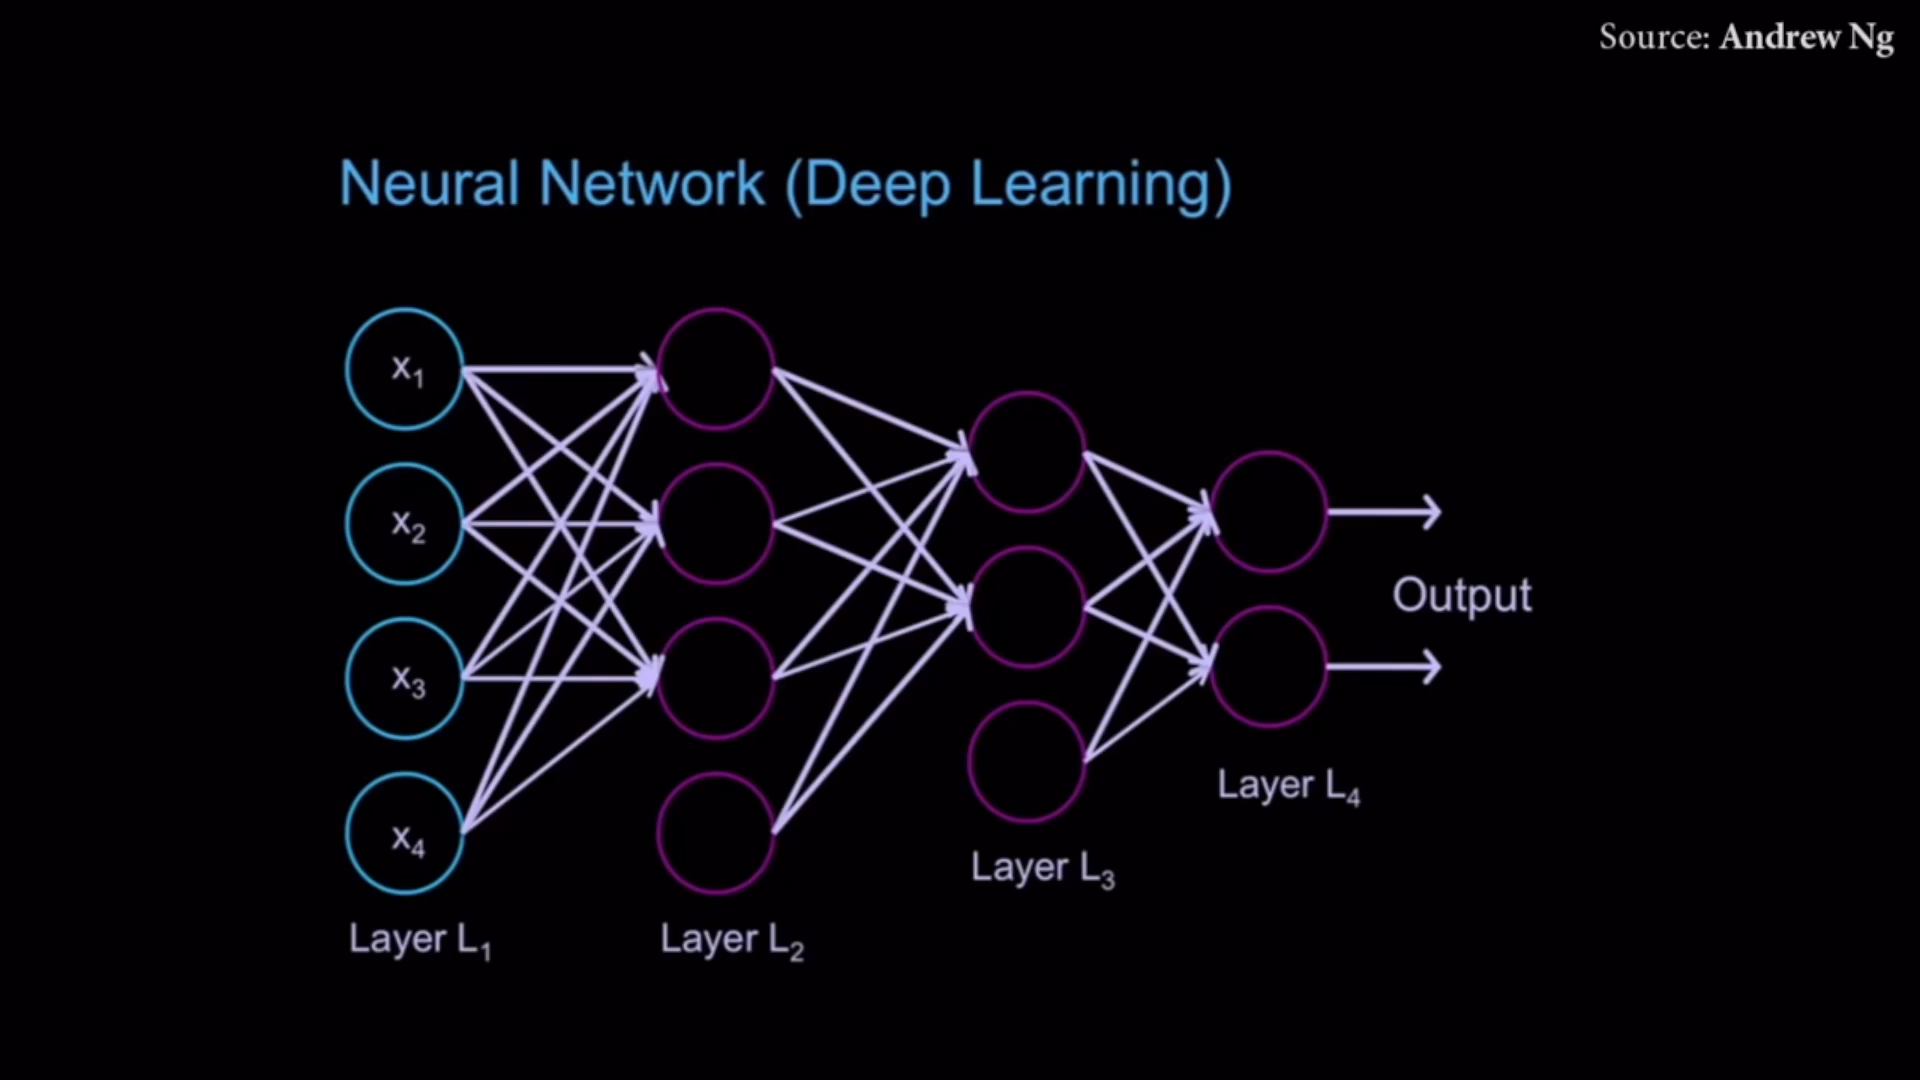 Source: Andrew Ng
Neural Network (Deep Learning)
x₁
x₂
x₃
x₄
Output
Layer L₁
Layer L₂
Layer L₃
Layer L₄